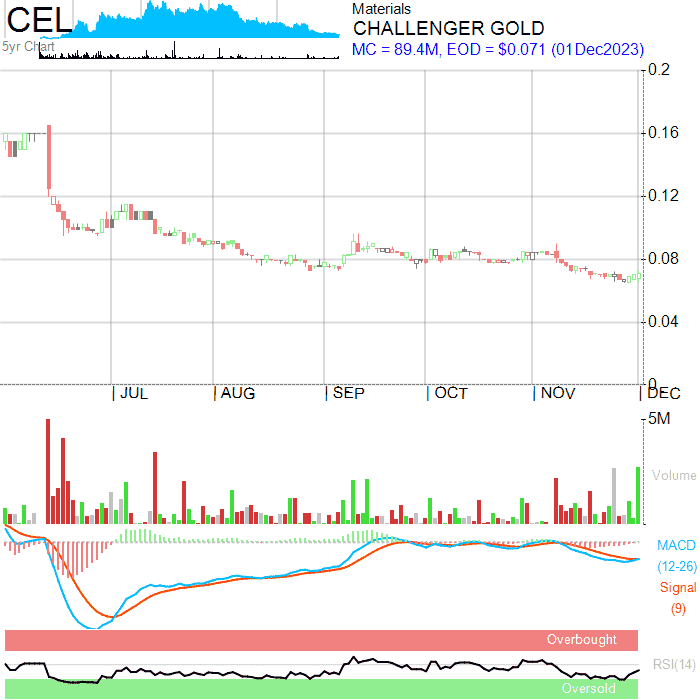 CEL
5yr Chart
Materials
CHALLENGER GOLD
MC = 89.4M, EOD = $0.071 (01Dec2023)
0.2
0.16
0.12
0.08
0.04
0
JUL AUG SEP OCT NOV DEC
5M
Volume
MACD
(12-26)
Signal
(9)
Overbought
RSI(14)
Oversold